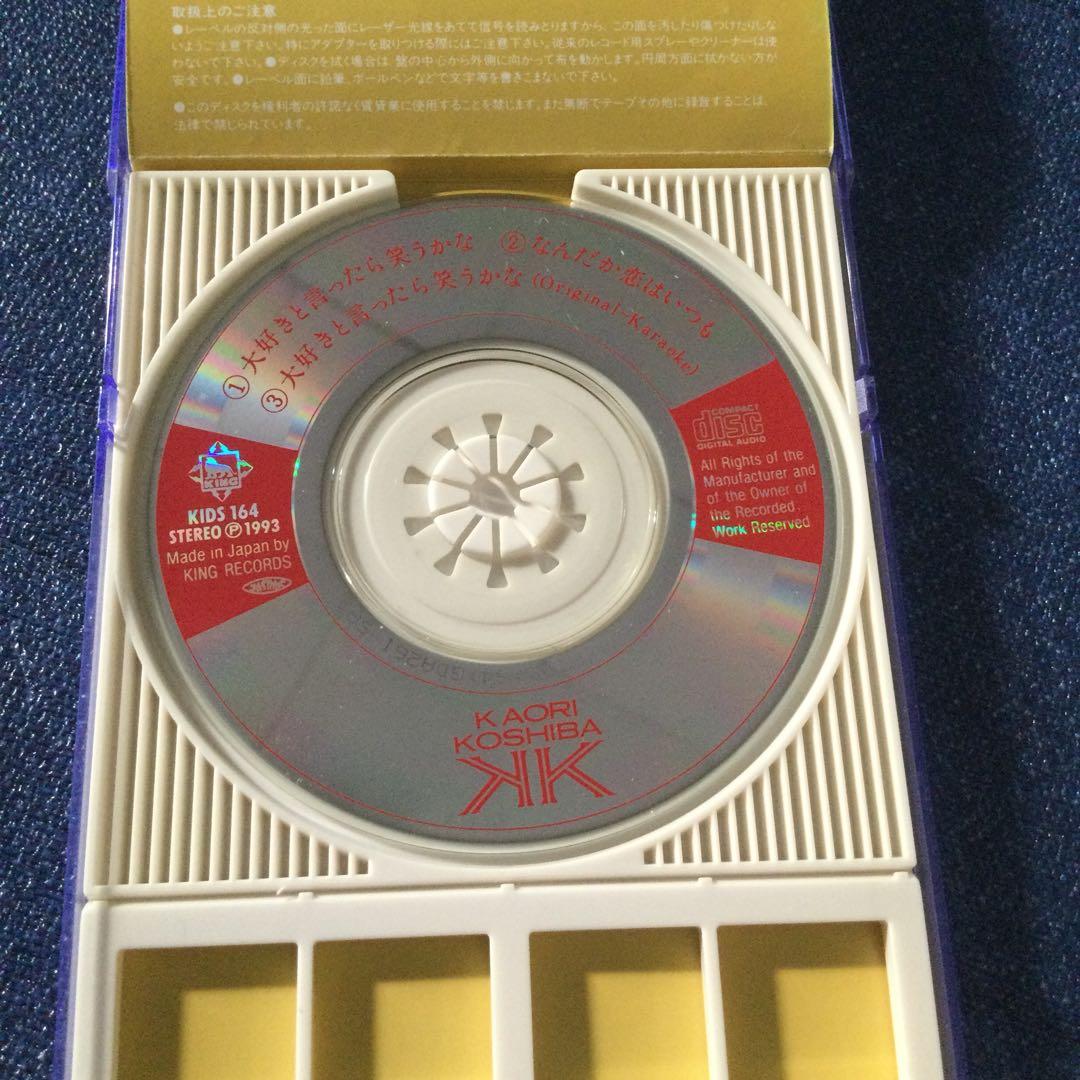 取扱上のご注意
●レーベルの反対側の光った面にレーザー光線をあてて信号を読みとりますから、この面を汚したり傷つけたりしな
いようご注意下さい。特にアダプターを取りつける際にはご注意下さい。従来のレコード用スプレーやクリーナーは使
わないで下さい。●ディスクを拭く場合は 盤の中心から外側に向かって布を動かします。円周方面に拭かない方が
安全です。●レーベル面に鉛筆、ボールペンなどで文字等を書きこまないで下さい。
●このディスクを権利者の許諾なく賃貸業に使用することを禁じます。また無断でテープその他に録音することは、
法律で禁じられています。
①大好きと言ったら笑うかな ②なんだか恋はいつも
③大好きと言ったら笑うかな (Original-Karaoke)
KING
KIDS 164
STEREO Ⓟ 1993
Made in Japan by
KING RECORDS
COMPACT
disc
DIGITAL AUDIO
All Rights of the
Manufacturer and
of the Owner of
the Recorded
Work Reserved
KAORI
KOSHIBA
KK